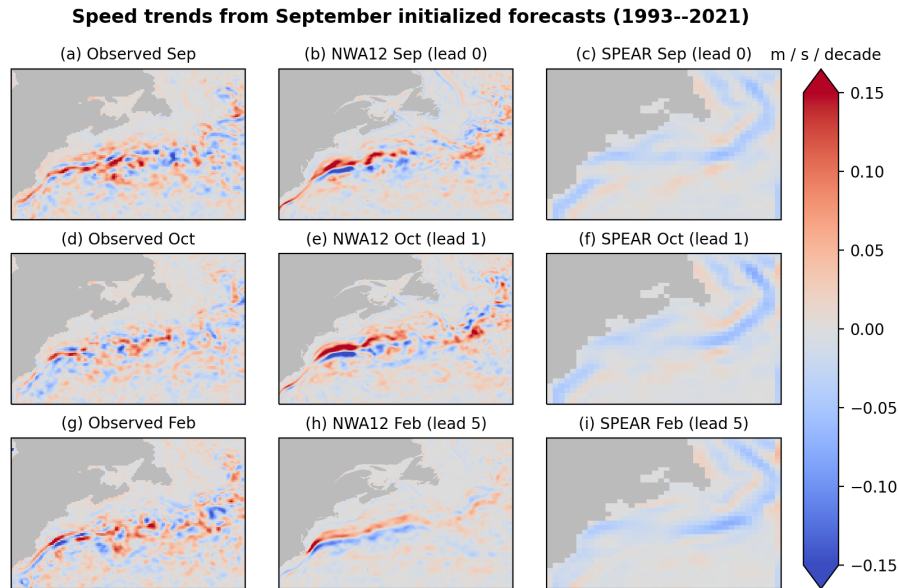 Speed trends from September initialized forecasts (1993--2021)
(a) Observed Sep
(b) NWA12 Sep (lead 0)
(c) SPEAR Sep (lead 0)
m / s / decade
(d) Observed Oct
(e) NWA12 Oct (lead 1)
(f) SPEAR Oct (lead 1)
(g) Observed Feb
(h) NWA12 Feb (lead 5)
(i) SPEAR Feb (lead 5)
0.15
0.10
0.05
0.00
−0.05
−0.10
−0.15